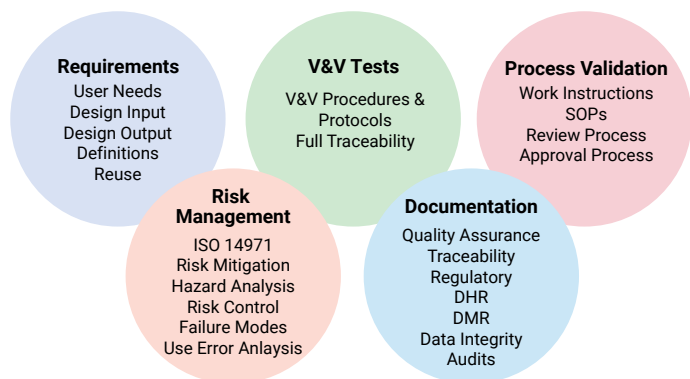 Requirements
User Needs
Design Input
Design Output
Definitions
Reuse
V&V Tests
V&V Procedures &
Protocols
Full Traceability
Process Validation
Work Instructions
SOPs
Review Process
Approval Process
Risk
Management
ISO 14971
Risk Mitigation
Hazard Analysis
Risk Control
Failure Modes
Use Error Anlaysis
Documentation
Quality Assurance
Traceability
Regulatory
DHR
DMR
Data Integrity
Audits